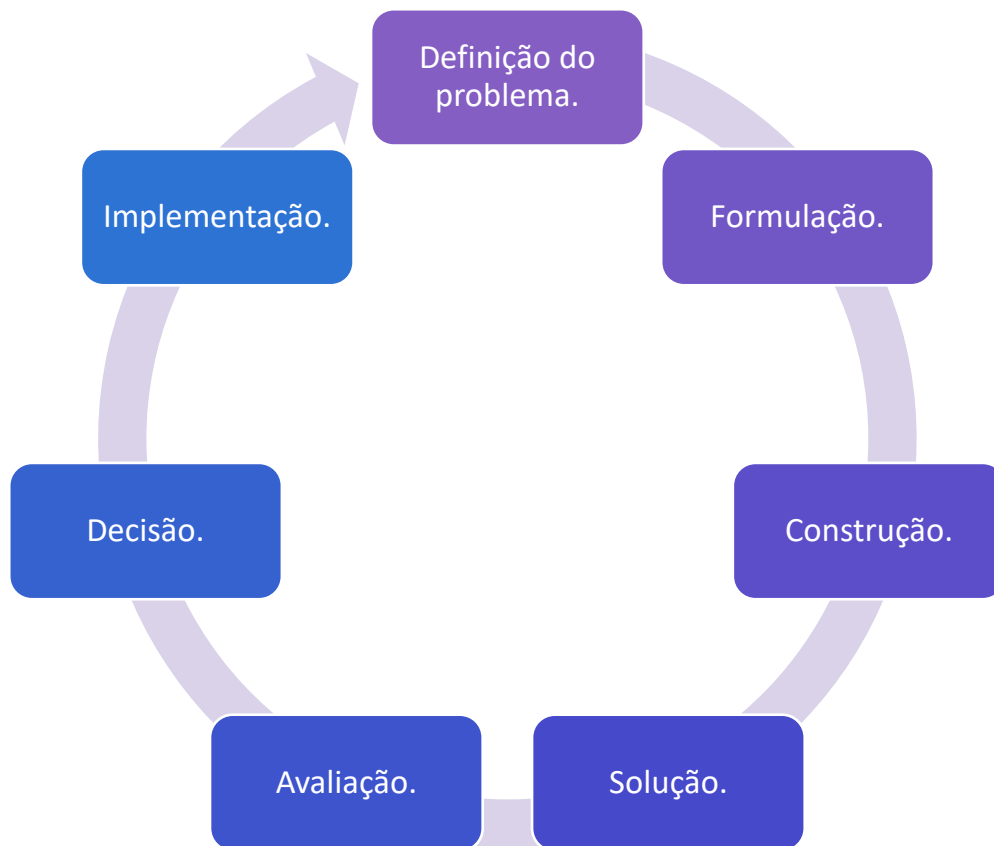 Definição do
problema.
Formulação.
Construção.
Solução.
Avaliação.
Decisão.
Implementação.